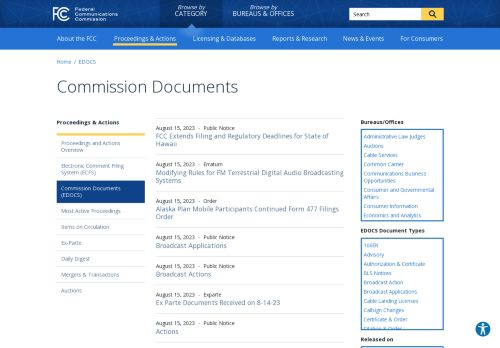 FCC
Federal
Communications
Commission
Browse by
CATEGORY
Browse by
BUREAUS & OFFICES
Search
About the FCC
Proceedings & Actions
Licensing & Databases
Reports & Research
News & Events
For Consumers
Home / EDOCS
Commission Documents
Proceedings & Actions
Proceedings and Actions
Overview
Electronic Comment Filing
System (ECFS)
Commission Documents
(EDOCS)
Most Active Proceedings
Items on Circulation
Ex-Parte
Daily Digest
Mergers & Transactions
Auctions
August 15, 2023 - Public Notice
FCC Extends Filing and Regulatory Deadlines for State of
Hawaii
August 15, 2023 - Erratum
Modifying Rules for FM Terrestrial Digital Audio Broadcasting
Systems
August 15, 2023 - Order
Alaska Plan Mobile Participants Continued Form 477 Filings
Order
August 15, 2023 - Public Notice
Broadcast Applications
August 15, 2023 - Public Notice
Broadcast Actions
August 15, 2023 - Exparte
Ex Parte Documents Received on 8-14-23
August 15, 2023 - Public Notice
Actions
Bureaus/Offices
Administrative Law Judges
Auctions
Cable Services
Common Carrier
Communications Business
Opportunities
Consumer and Governmental
Affairs
Consumer Information
Economics and Analytics
EDOCS Document Types
106ER
Advisory
Authorization & Certificate
BLS Notices
Broadcast Action
Broadcast Applications
Cable Landing Licenses
Callsign Changes
Certificate & Order
Citation & Order
Released on